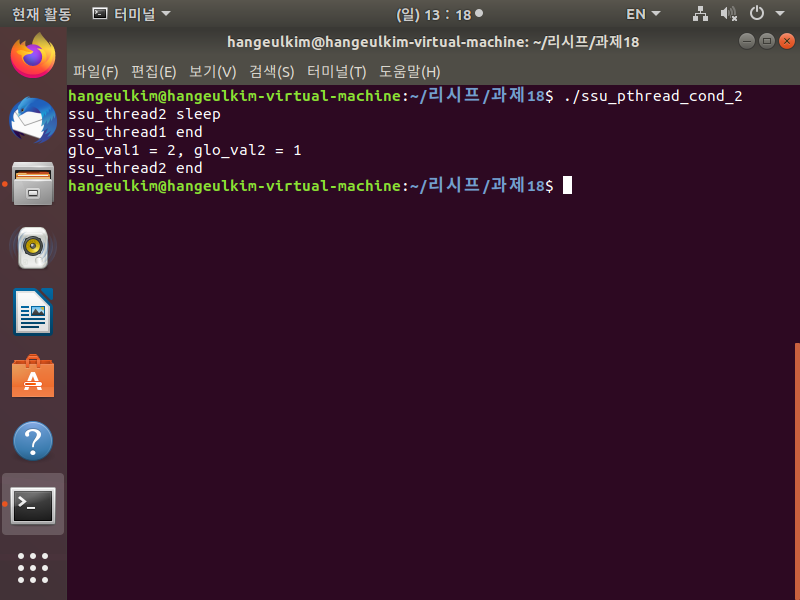 현재 활동 터미널 (일) 13 : 18 EN
hangeulkim@hangeulkim-virtual-machine: ~/리시프/과제18
파일(F) 편집(E) 보기(V) 검색(S) 터미널(T) 도움말(H)
hangeulkim@hangeulkim-virtual-machine:~/리시프/과제18$ ./ssu_pthread_cond_2
ssu_thread2 sleep
ssu_thread1 end
glo_val1 = 2, glo_val2 = 1
ssu_thread2 end
hangeulkim@hangeulkim-virtual-machine:~/리시프/과제18$